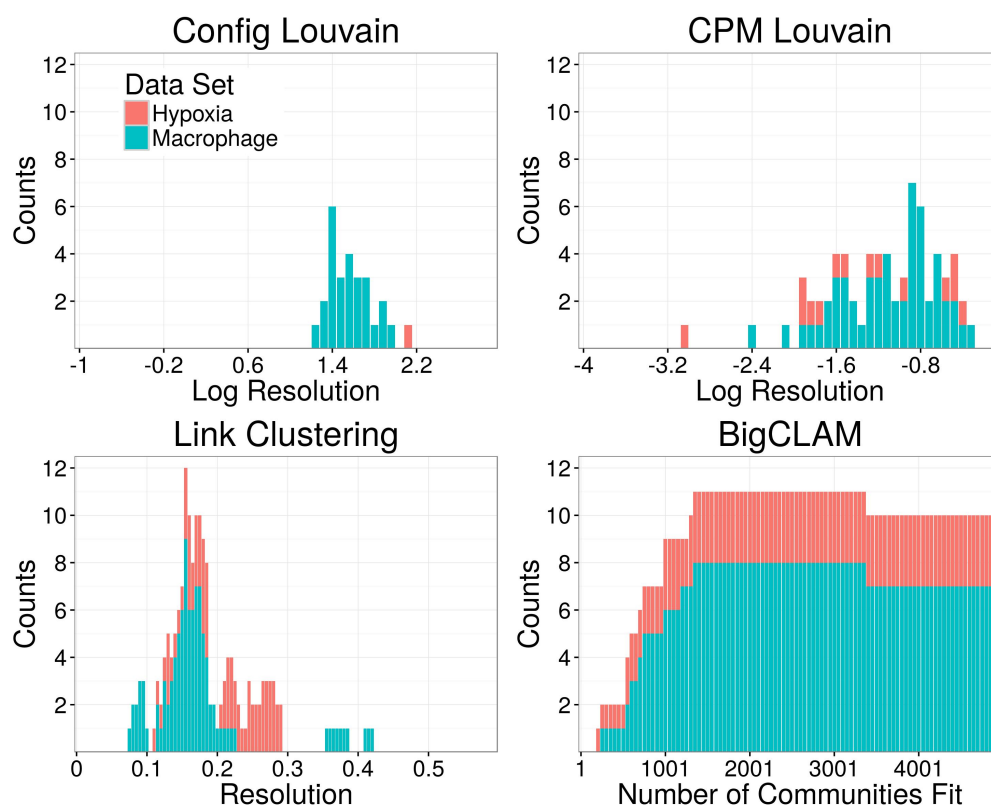 Config Louvain
12
10
8
6
4
2
Counts
Data Set
Hypoxia
Macrophage
-1 -0.2 0.6 1.4 2.2
Log Resolution
CPM Louvain
12
10
8
6
4
2
Counts
-4 -3.2 -2.4 -1.6 -0.8
Log Resolution
Link Clustering
12
10
8
6
4
2
Counts
0 0.1 0.2 0.3 0.4 0.5
Resolution
BigCLAM
12
10
8
6
4
2
Counts
1 1001 2001 3001 4001
Number of Communities Fit